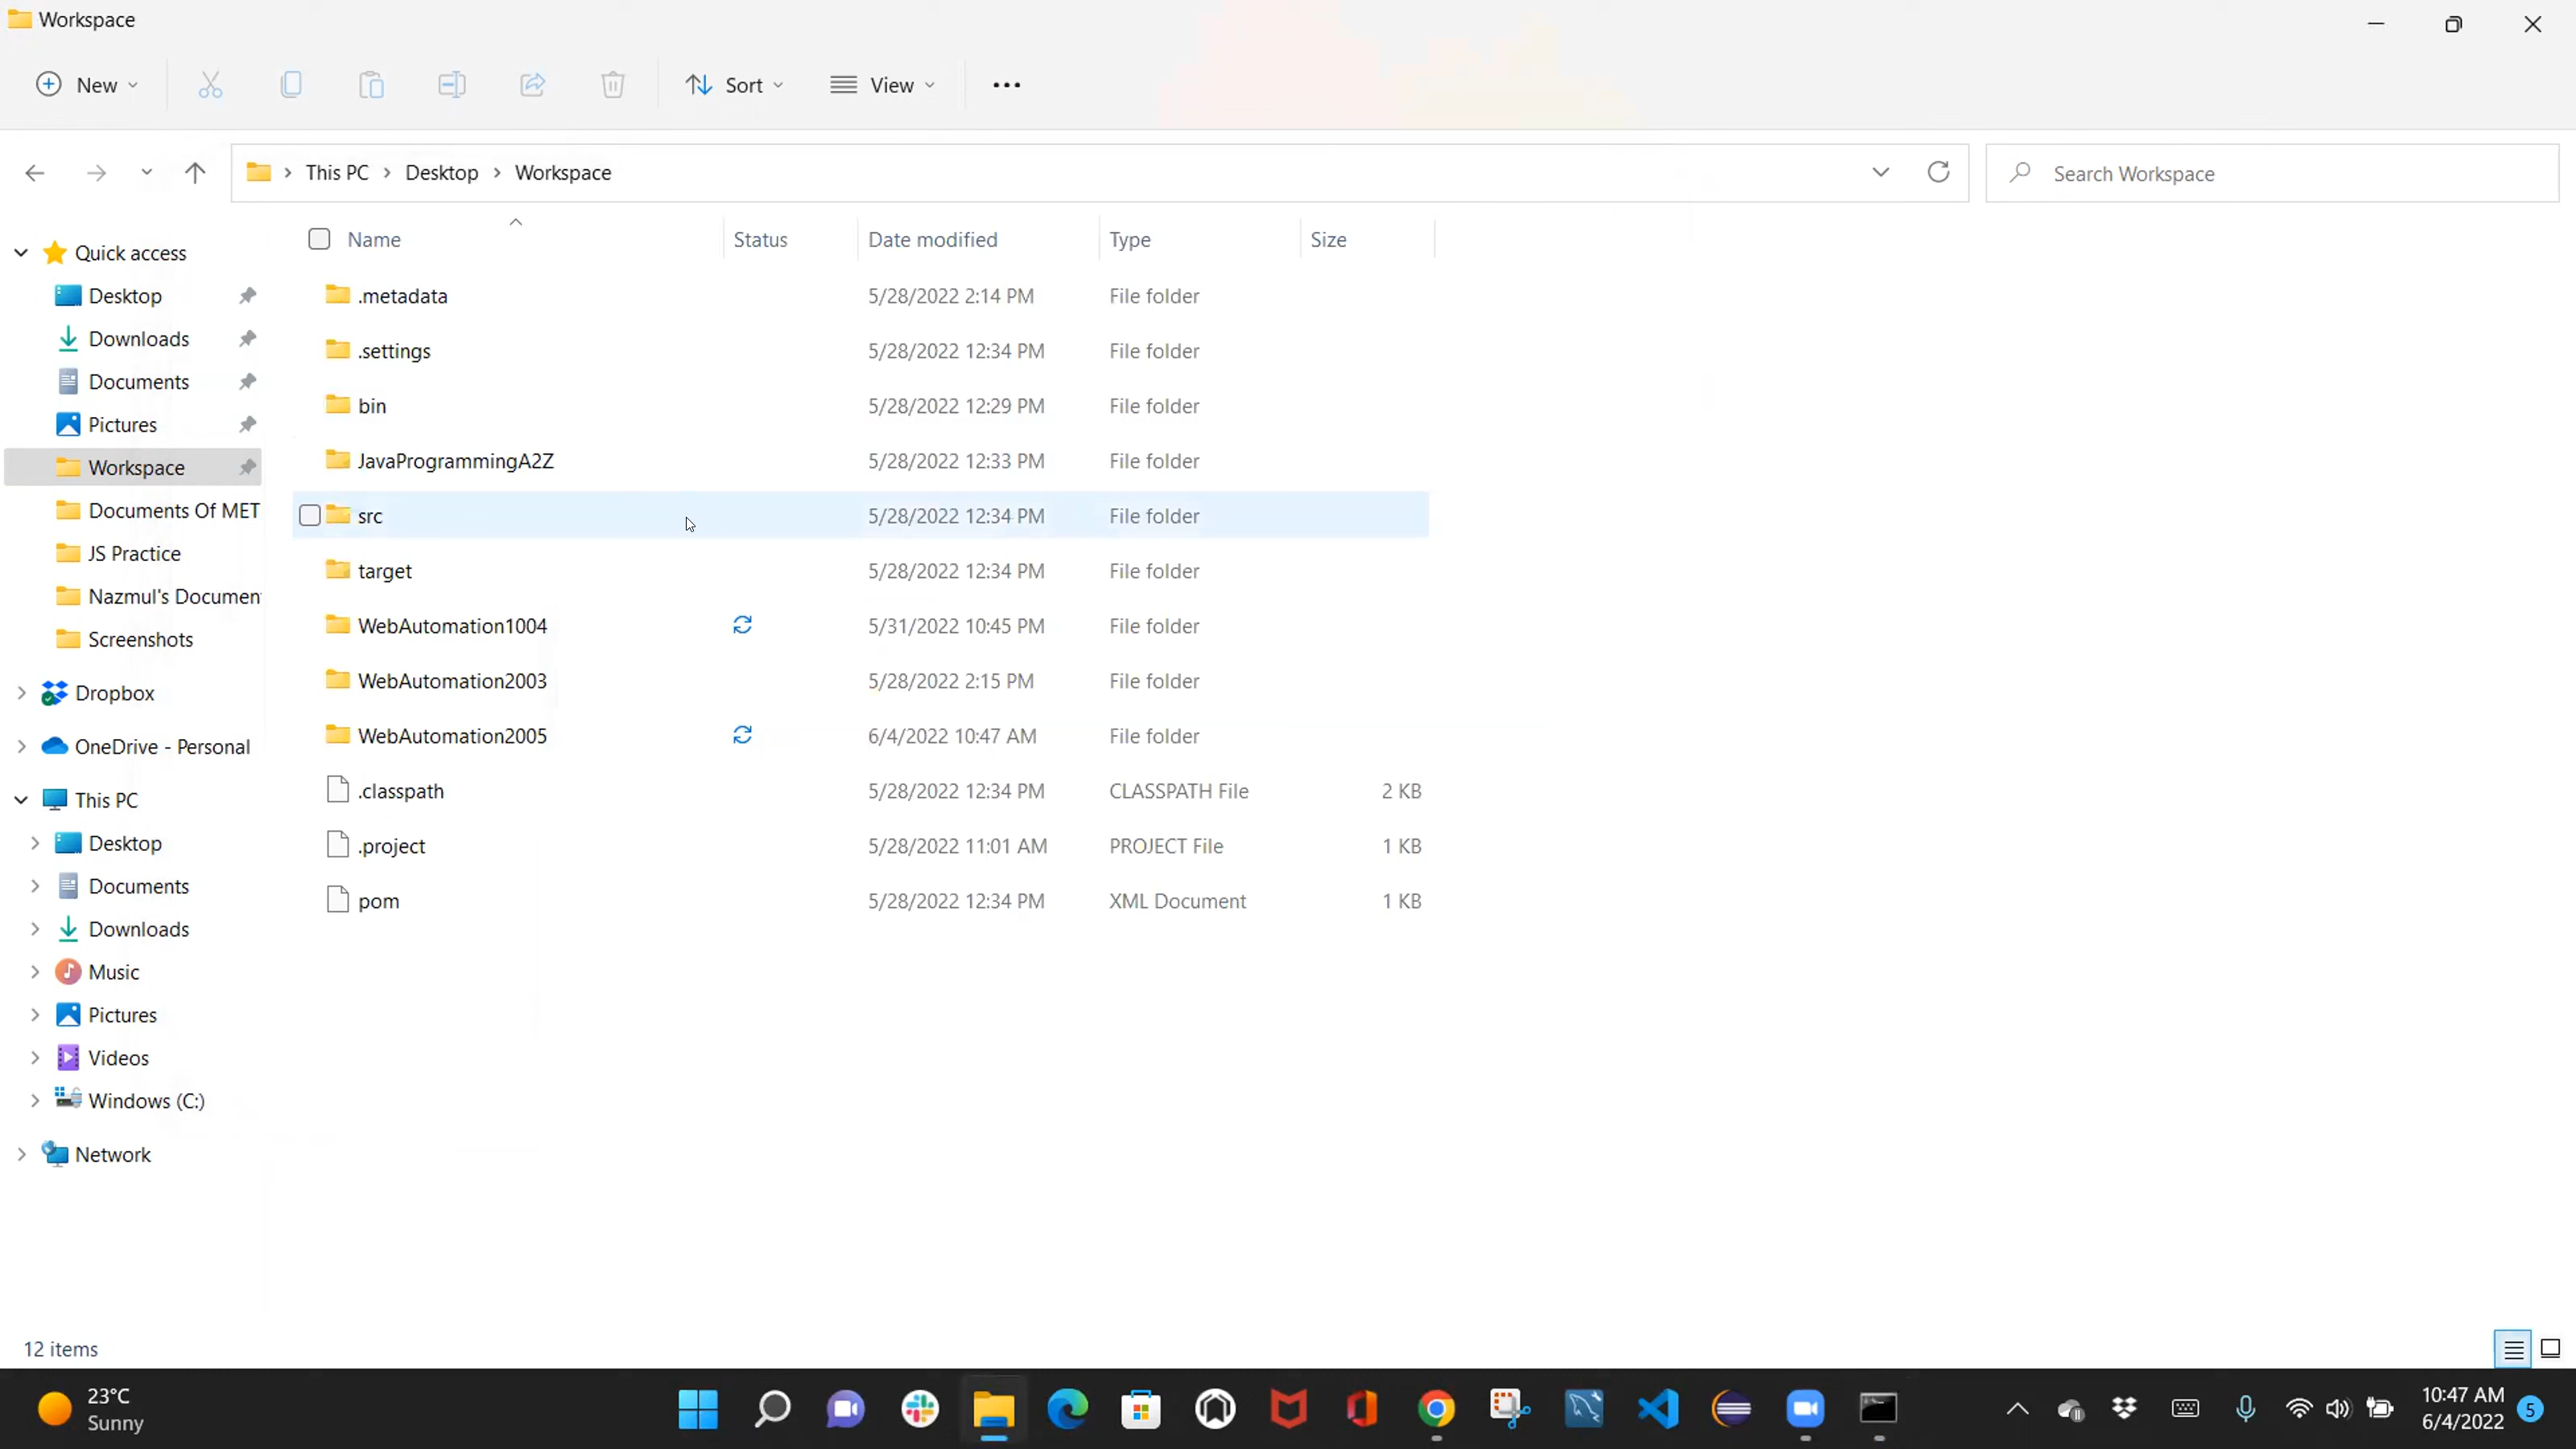 Workspace
New
Sort
View
This PC > Desktop > Workspace
Search Workspace
Name Status Date modified Type Size
Quick access
Desktop
Downloads
Documents
Pictures
Workspace
Documents Of MET
JS Practice
Nazmul's Documen
Screenshots
Dropbox
OneDrive - Personal
This PC
Desktop
Documents
Downloads
Music
Pictures
Videos
Windows (C:)
Network
.metadata 5/28/2022 2:14 PM File folder
.settings 5/28/2022 12:34 PM File folder
bin 5/28/2022 12:29 PM File folder
JavaProgrammingA2Z 5/28/2022 12:33 PM File folder
src 5/28/2022 12:34 PM File folder
target 5/28/2022 12:34 PM File folder
WebAutomation1004 5/31/2022 10:45 PM File folder
WebAutomation2003 5/28/2022 2:15 PM File folder
WebAutomation2005 6/4/2022 10:47 AM File folder
.classpath 5/28/2022 12:34 PM CLASSPATH File 2 KB
.project 5/28/2022 11:01 AM PROJECT File 1 KB
pom 5/28/2022 12:34 PM XML Document 1 KB
12 items
23°C
Sunny
10:47 AM
6/4/2022
5